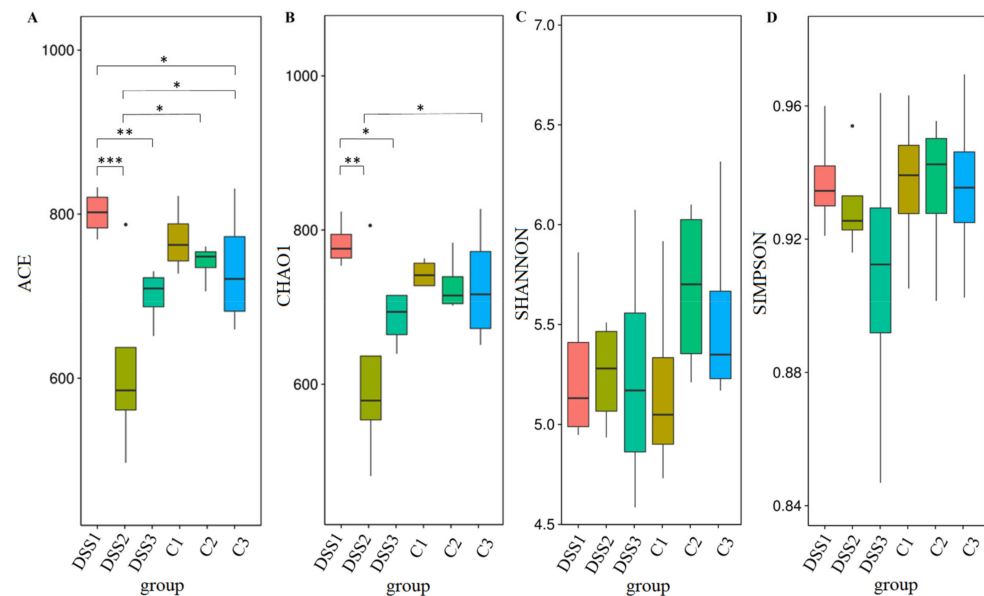 A
1000
800
600
ACE
*
*
*
**
***
DSS1 DSS2 DSS3 C1 C2 C3
group
B
1000
800
600
CHAO1
*
*
**
DSS1 DSS2 DSS3 C1 C2 C3
group
C
7.0
6.5
6.0
5.5
5.0
4.5
SHANNON
DSS1 DSS2 DSS3 C1 C2 C3
group
D
0.96
0.92
0.88
0.84
SIMPSON
DSS1 DSS2 DSS3 C1 C2 C3
group